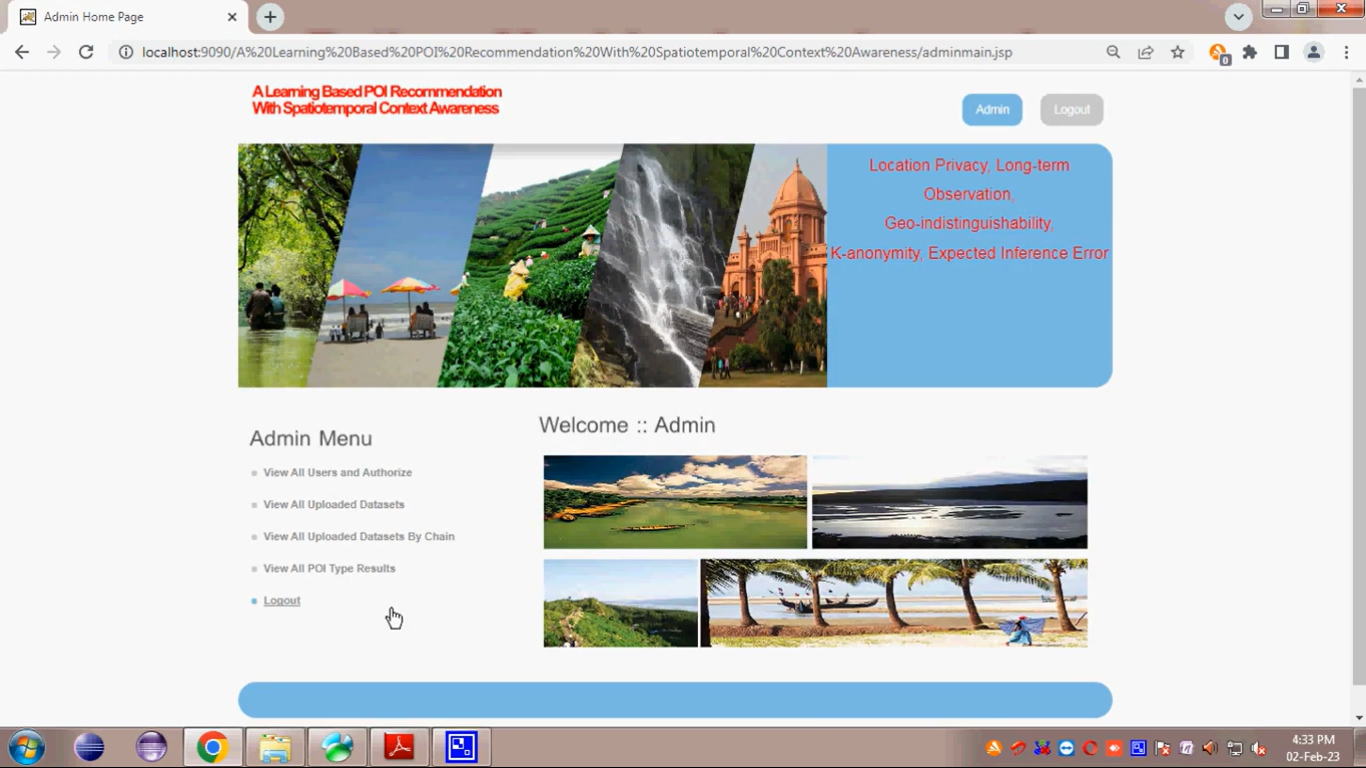 Admin Home Page
localhost:9090/A%20Learning%20Based%20POI%20Recommendation%20With%20Spatiotemporal%20Context%20Awareness/adminmain.jsp
0
A Learning Based POI Recommendation
With Spatiotemporal Context Awareness
Admin
Logout
Location Privacy, Long-term
Observation,
Geo-indistinguishability,
K-anonymity, Expected Inference Error
Admin Menu
View All Users and Authorize
View All Uploaded Datasets
View All Uploaded Datasets By Chain
View All POI Type Results
Logout
Welcome :: Admin
4:33 PM
02-Feb-23